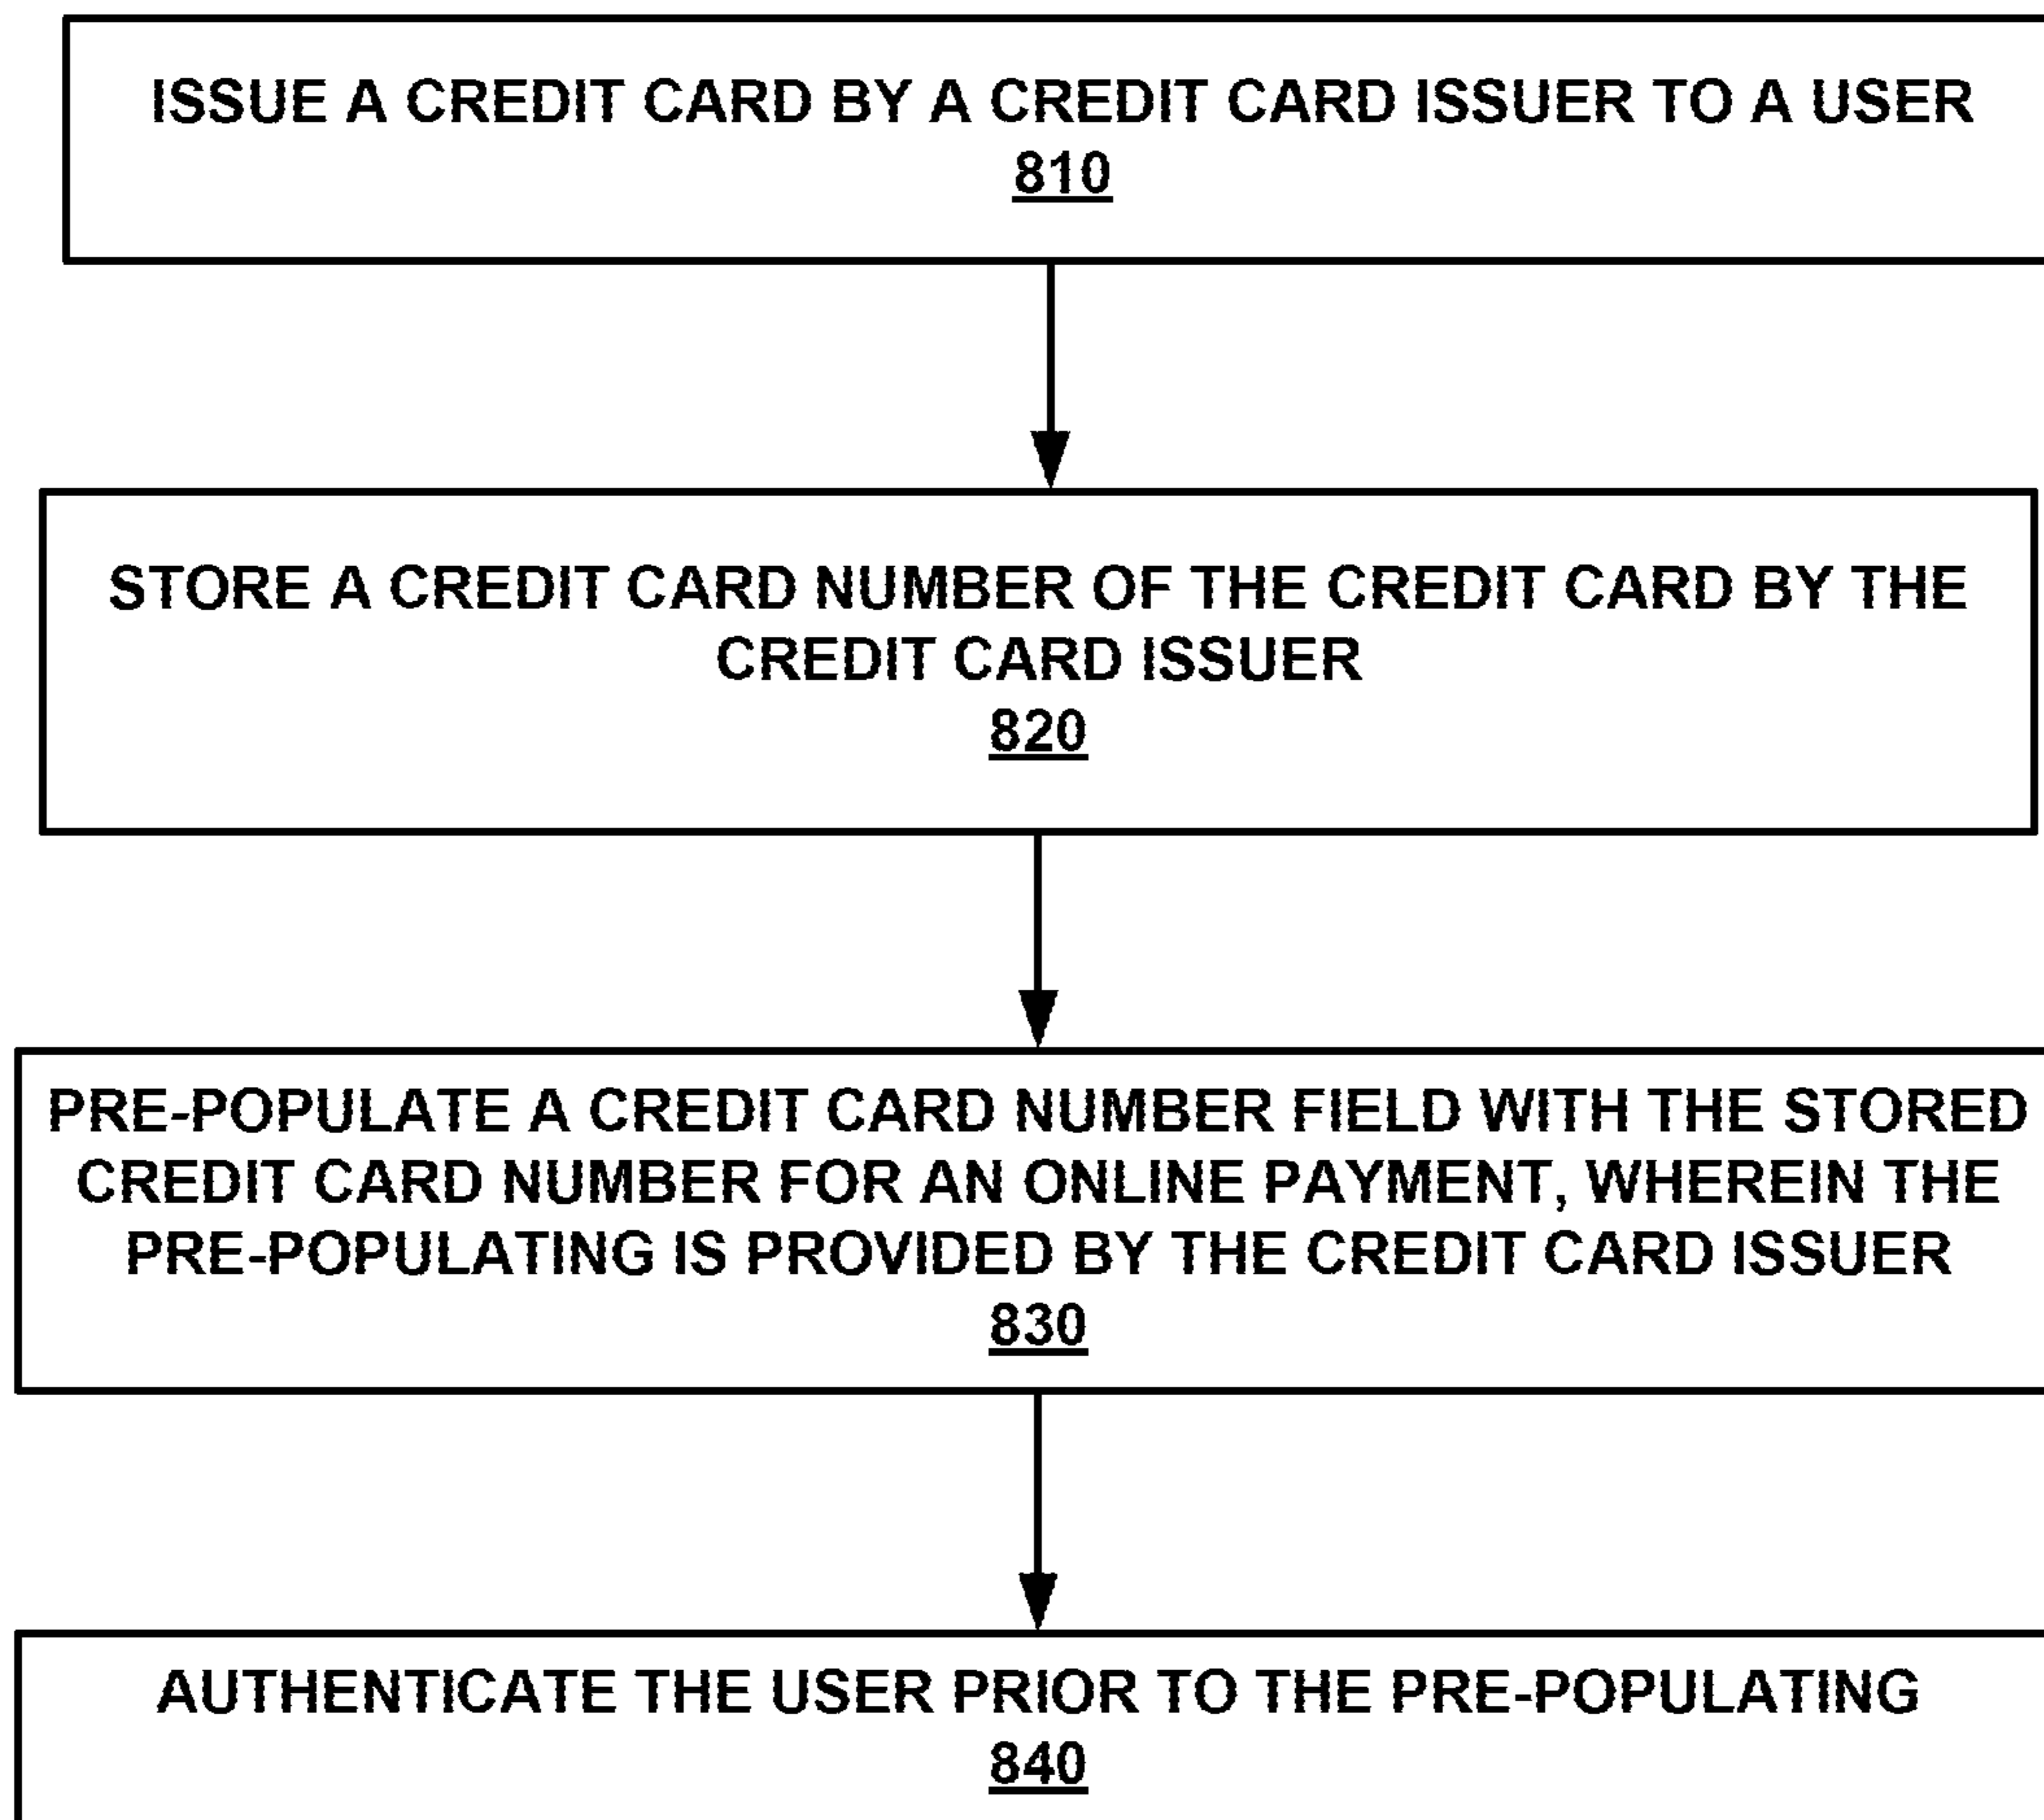 ISSUE A CREDIT CARD BY A CREDIT CARD ISSUER TO A USER
810
STORE A CREDIT CARD NUMBER OF THE CREDIT CARD BY THE
CREDIT CARD ISSUER
820
PRE-POPULATE A CREDIT CARD NUMBER FIELD WITH THE STORED
CREDIT CARD NUMBER FOR AN ONLINE PAYMENT, WHEREIN THE
PRE-POPULATING IS PROVIDED BY THE CREDIT CARD ISSUER
830
AUTHENTICATE THE USER PRIOR TO THE PRE-POPULATING
840